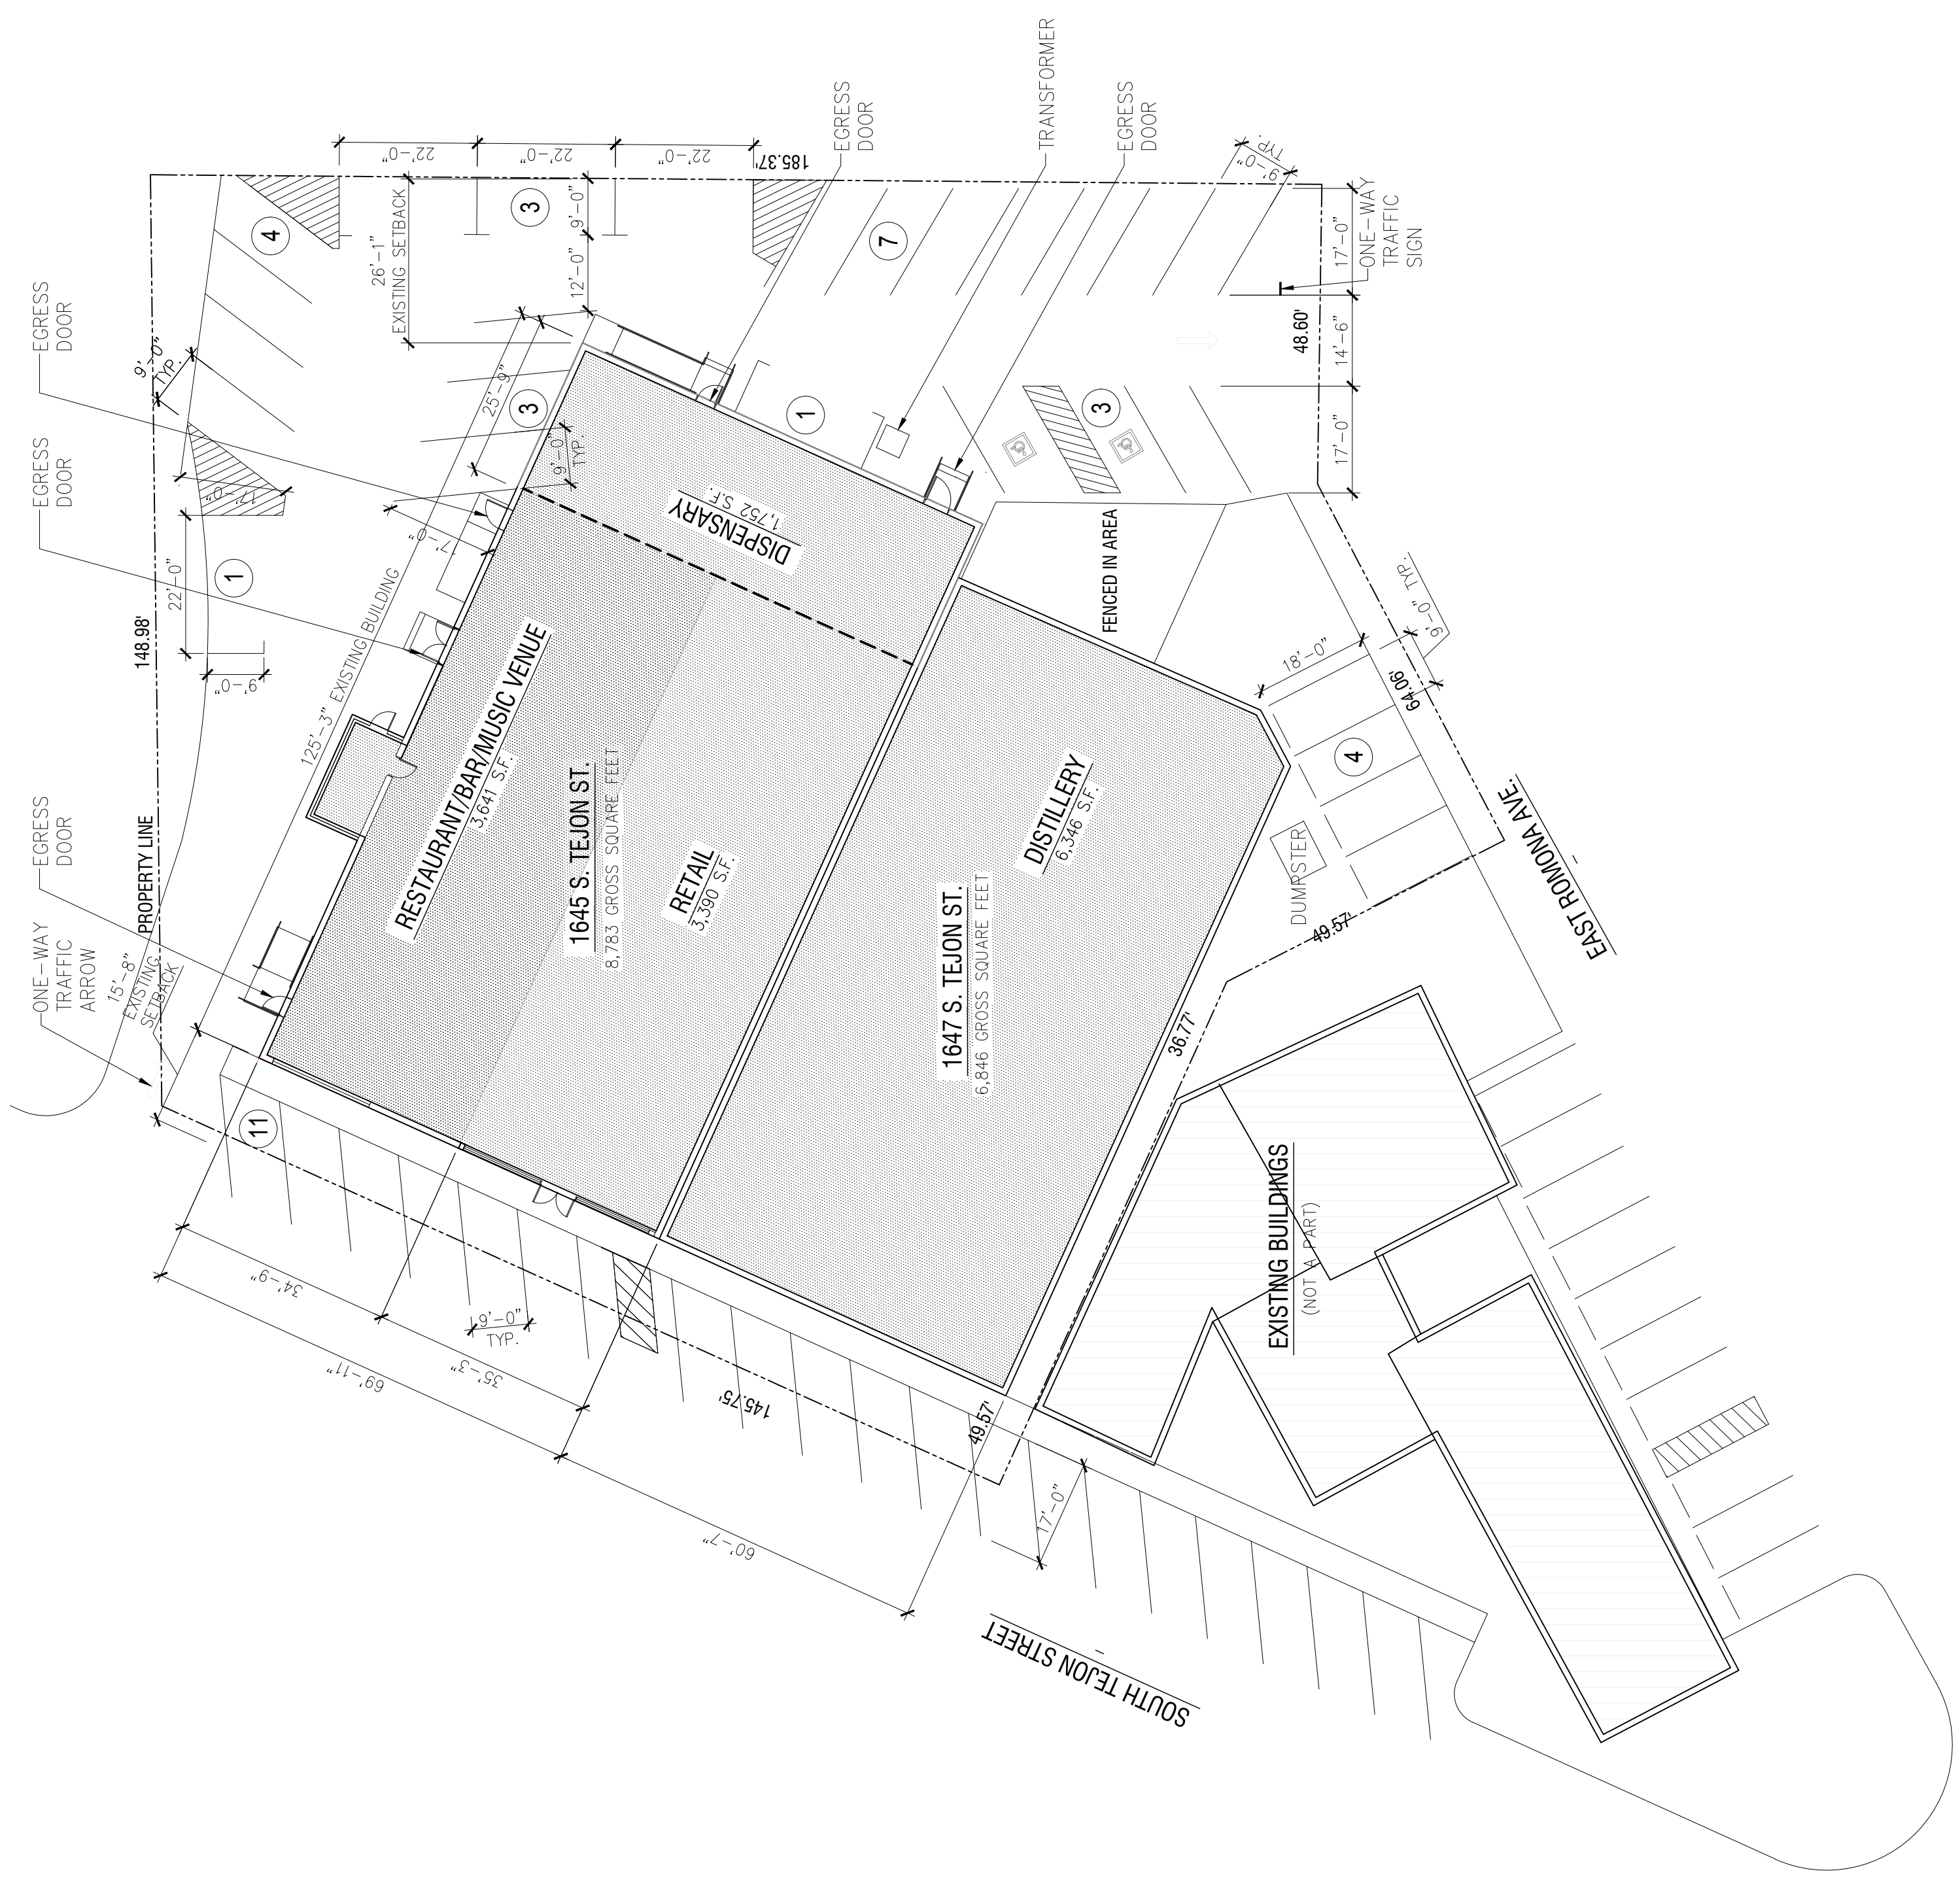 EGRESS
DOOR
EGRESS
DOOR
EGRESS
DOOR
ONE-WAY
TRAFFIC
ARROW
15'-8"
EXISTING
SETBACK
PROPERTY LINE
148.98'
9'-0"
TYP.
22'-0"
9'-0"
17'-0"
1
4
125'-3" EXISTING BUILDING
17'-0"
25'-9"
3
9'-0"
TYP.
26'-1"
EXISTING SETBACK
22'-0"
22'-0"
22'-0"
3
9'-0"
12'-0"
185.37'
EGRESS
DOOR
TRANSFORMER
EGRESS
DOOR
7
1
3
9'-0"
TYP.
17'-0"
14'-6"
17'-0"
48.60'
ONE-WAY
TRAFFIC
SIGN
RESTAURANT/BAR/MUSIC VENUE
3,641 S.F.
1645 S. TEJON ST.
8,783 GROSS SQUARE FEET
RETAIL
3,390 S.F.
DISPENSARY
1,752 S.F.
DISTILLERY
6,346 S.F.
1647 S. TEJON ST.
6,846 GROSS SQUARE FEET
FENCED IN AREA
18'-0"
9'-0" TYP.
64.06'
4
DUMPSTER
49.57'
36.77'
EAST ROMONA AVE.
EXISTING BUILDINGS
(NOT A PART)
11
34'-9"
69'-11"
35'-3"
9'-0"
TYP.
145.75'
49.57'
60'-7"
17'-0"
SOUTH TEJON STREET